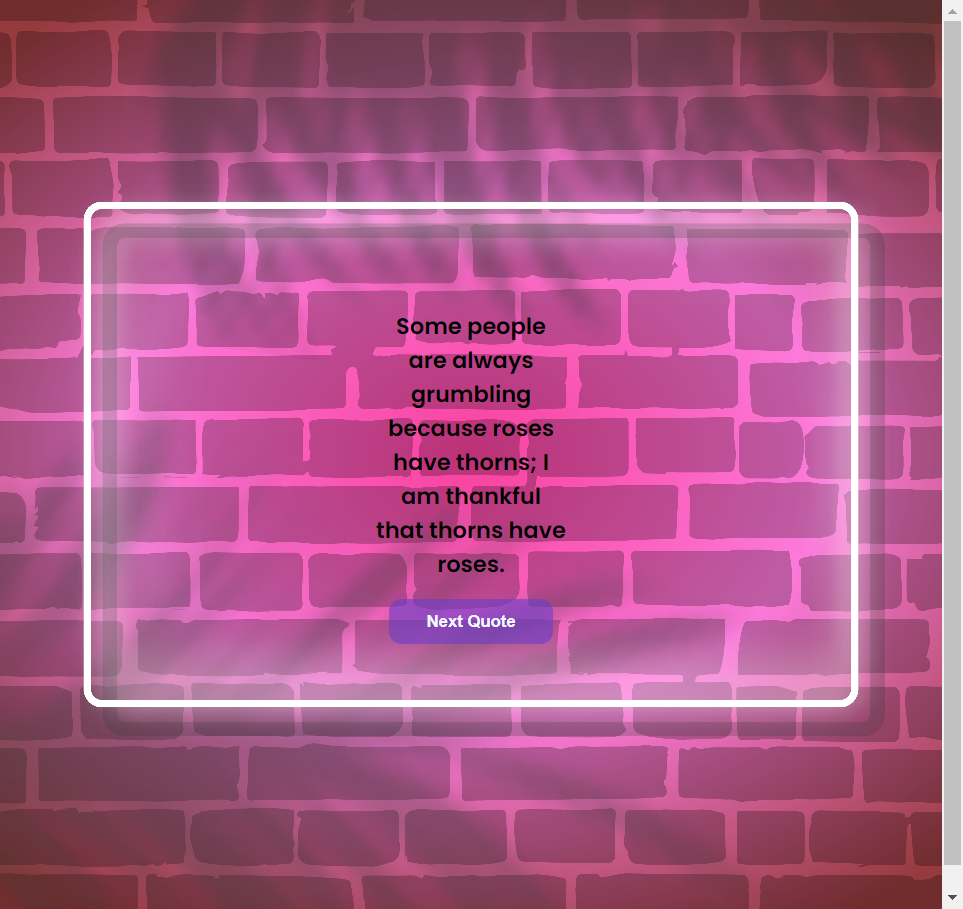 Some people
are always
grumbling
because roses
have thorns; I
am thankful
that thorns have
roses.
Next Quote